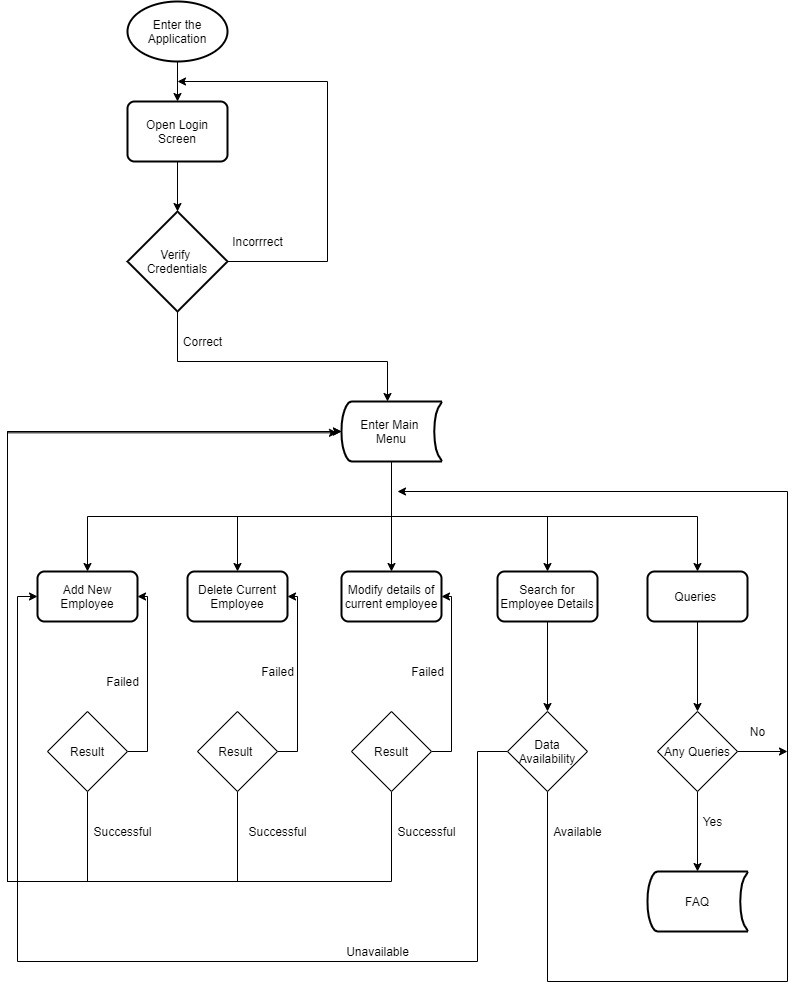 Enter the
Application
Open Login
Screen
Incorrrect
Verify
Credentials
Correct
Enter Main
Menu
Add New
Employee
Delete Current
Employee
Modify details of
current employee
Search for
Employee Details
Queries
Failed
Failed
Failed
Result
Result
Result
Data
Availability
Any Queries
No
Successful
Successful
Successful
Available
Yes
FAQ
Unavailable